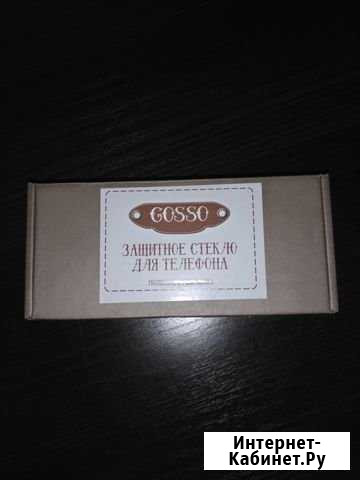 GOSSO
ЗАЩИТНОЕ СТЕКЛО
ДЛЯ ТЕЛЕФОНА
Интернет-
Кабинет.Ру